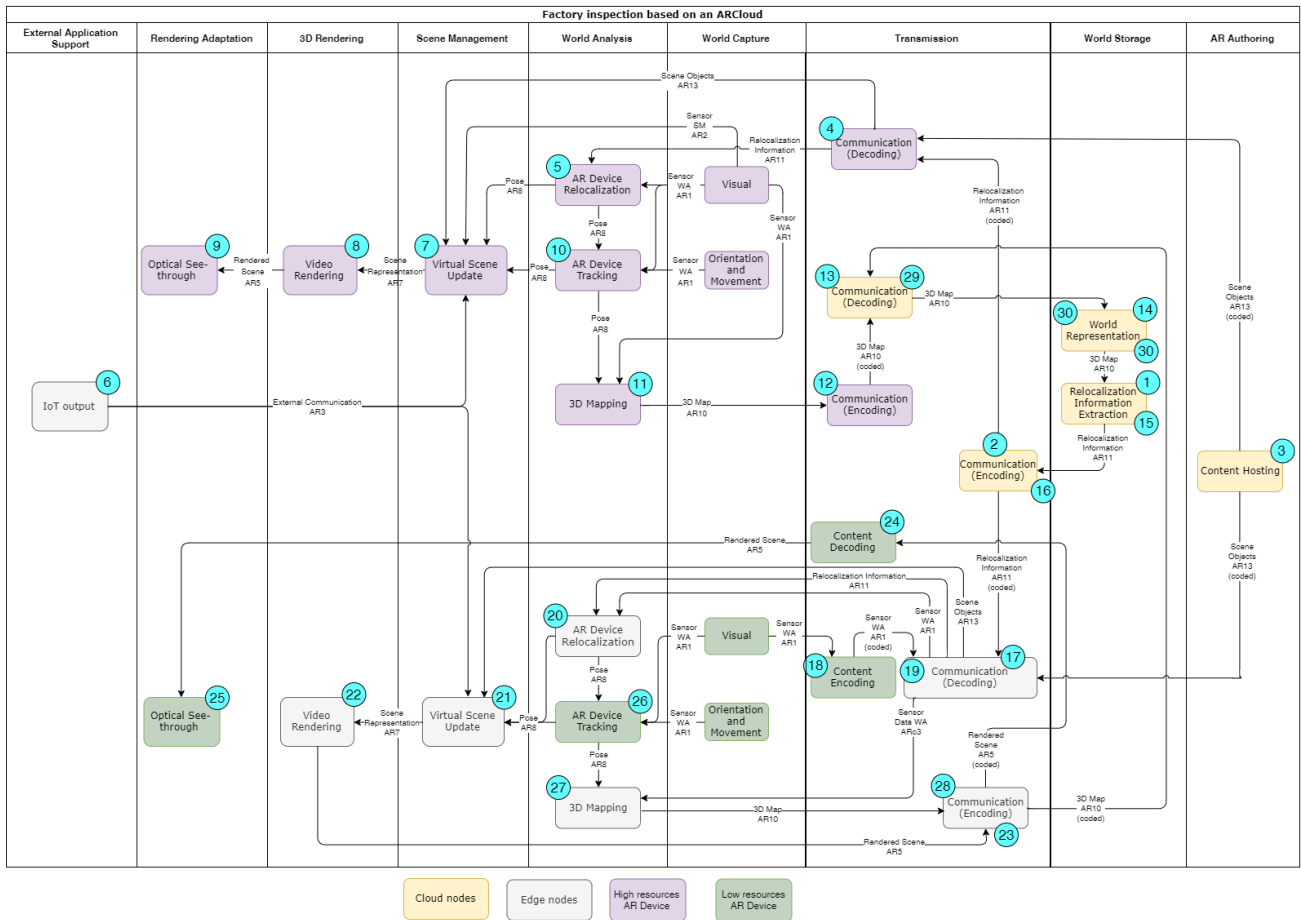 Factory inspection based on an ARCloud
External Application
Support
Rendering Adaptation
3D Rendering
Scene Management
World Analysis
World Capture
Transmission
World Storage
AR Authoring
Scene Objects
AR13
Sensor
SM
AR2
4
Communication
(Decoding)
Relocalization
Information
AR11
5
AR Device
Relocalization
Sensor
WA
AR1
Visual
Pose
AR8
Relocalization
Information
AR11
(coded)
Sensor
WA
AR1
Pose
AR8
9
Optical See-
through
Rendered
Scene
AR5
8
Video
Rendering
Scene
Representation
AR7
7
Virtual Scene
Update
Pose
AR8
10
AR Device
Tracking
Sensor
WA
AR1
Orientation and
Movement
13
29
Communication
(Decoding)
3D Map
AR10
Scene
Objects
AR13
(coded)
30
14
World
Representation
30
Pose
AR8
3D Map
AR10
(coded)
3D Map
AR10
6
IoT output
External Communication
AR3
11
3D Mapping
3D Map
AR10
12
Communication
(Encoding)
1
Relocalization
Information
Extraction
15
2
Communication
(Encoding)
16
Relocalization
Information
AR11
3
Content Hosting
24
Content
Decoding
Rendered Scene
AR5
Relocalization
Information
AR11
(coded)
Scene
Objects
AR13
(coded)
Relocalization Information
AR11
Scene
Objects
AR13
Sensor
WA
AR1
20
AR Device
Relocalization
Sensor
WA
AR1
Visual
Sensor
WA
AR1
Sensor
WA
AR1
(coded)
18
Content
Encoding
19
17
Communication
(Decoding)
Pose
AR8
25
Optical See-
through
22
Video
Rendering
Scene
Representation
AR7
21
Virtual Scene
Update
Pose
AR8
26
AR Device
Tracking
Sensor
WA
AR1
Orientation and
Movement
Sensor
Data WA
ARo3
Rendered
Scene
AR5
(coded)
Pose
AR8
27
3D Mapping
3D Map
AR10
28
Communication
(Encoding)
23
3D Map
AR10
(coded)
Rendered Scene
AR5
Cloud nodes
Edge nodes
High resources
AR Device
Low resources
AR Device